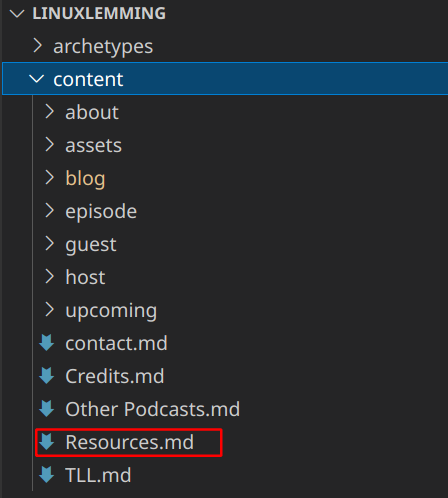 LINUXLEMMING
archetypes
content
about
assets
blog
episode
guest
host
upcoming
contact.md
Credits.md
Other Podcasts.md
Resources.md
TLL.md